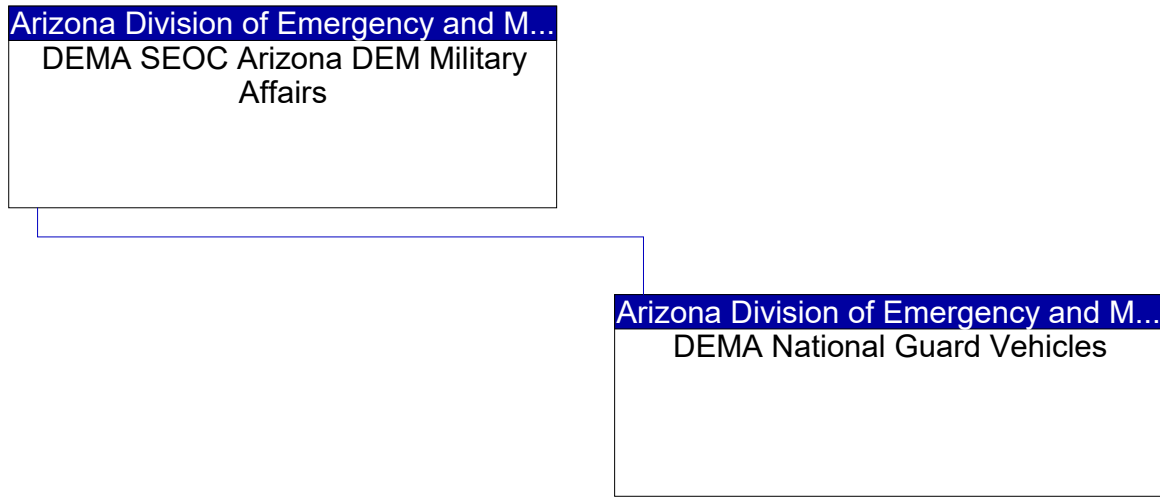 Arizona Division of Emergency and M...
DEMA SEOC Arizona DEM Military
Affairs
Arizona Division of Emergency and M...
DEMA National Guard Vehicles